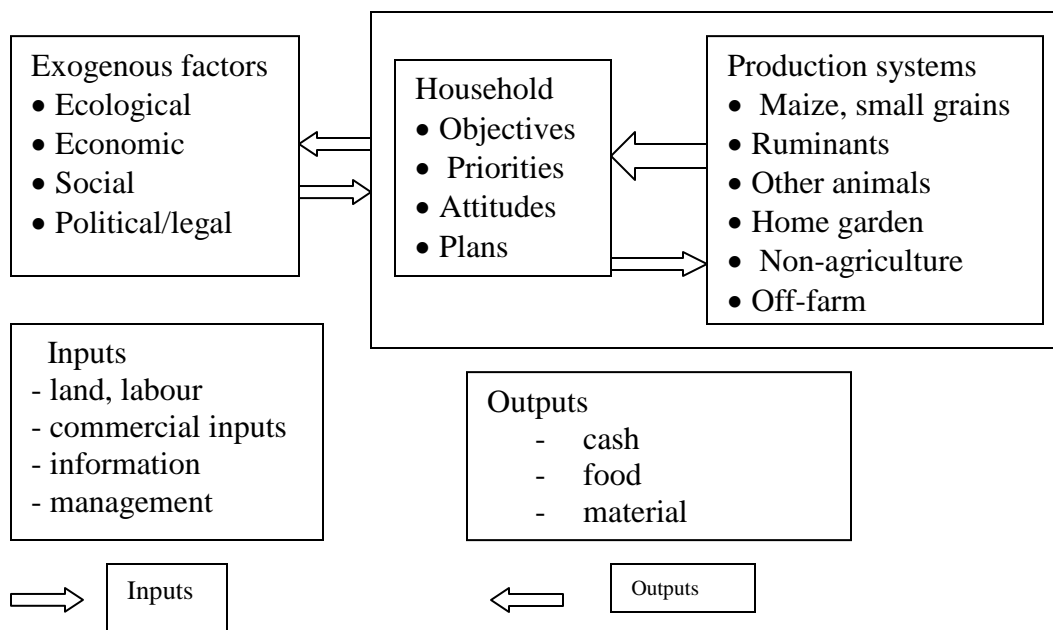 Exogenous factors
• Ecological
• Economic
• Social
• Political/legal
Household
• Objectives
• Priorities
• Attitudes
• Plans
Production systems
• Maize, small grains
• Ruminants
• Other animals
• Home garden
• Non-agriculture
• Off-farm
Inputs
- land, labour
- commercial inputs
- information
- management
Outputs
- cash
- food
- material
Inputs
Outputs